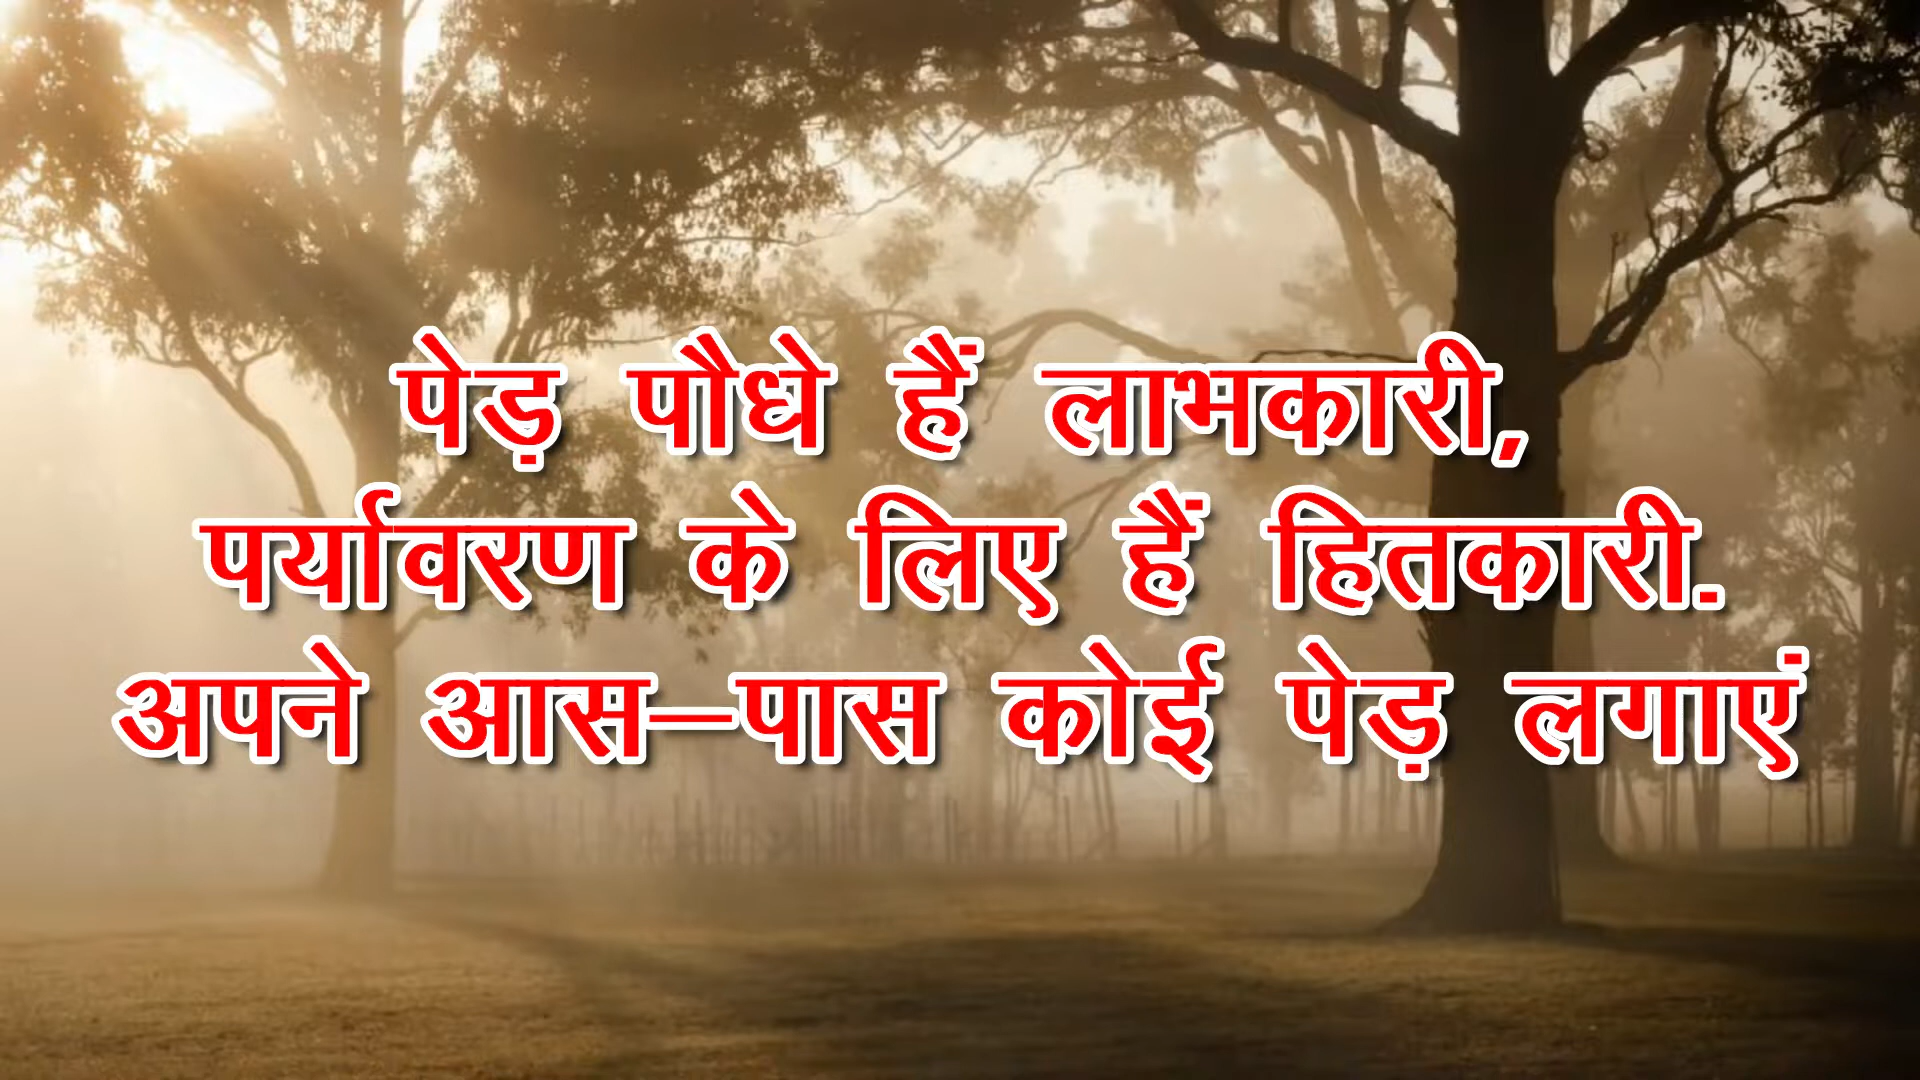 पेड़ पौधे हैं लाभकारी,
पर्यावरण के लिए हैं हितकारी.
अपने आस–पास कोई पेड़ लगाएं